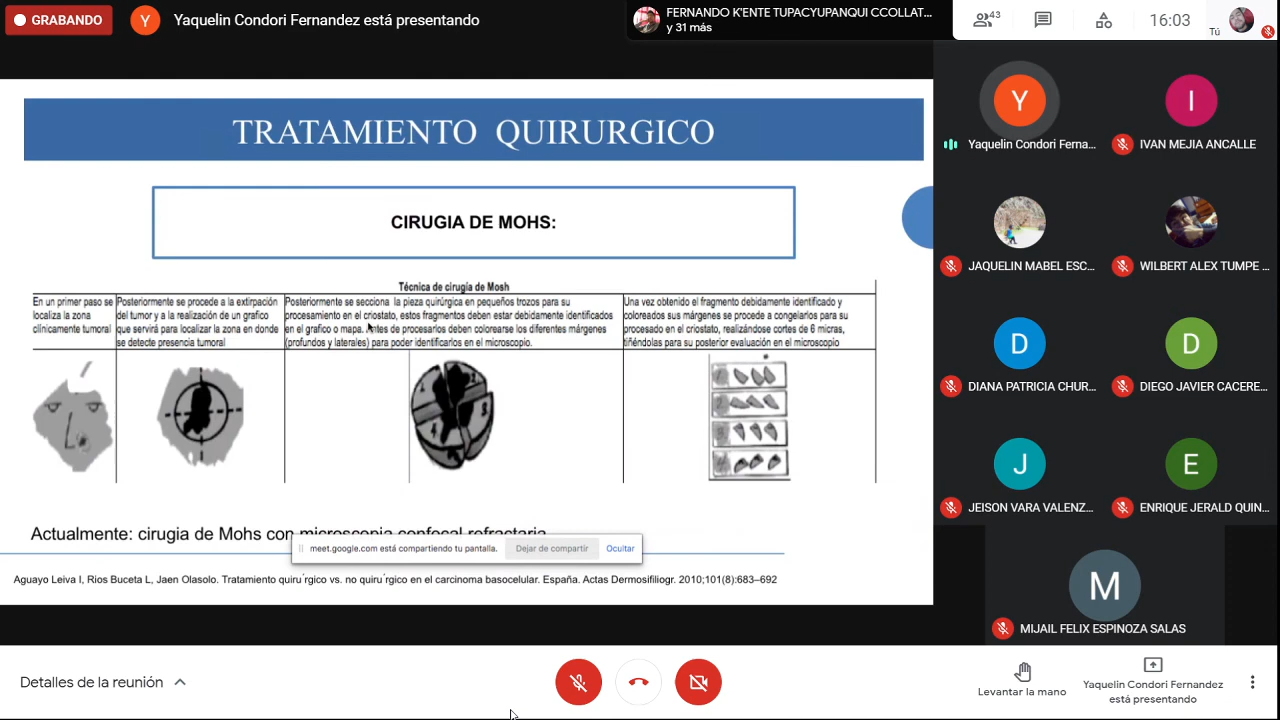 GRABANDO
Y
Yaquelin Condori Fernandez está presentando
FERNANDO K'ENTE TUPACYUPANQUI CCOLLAT...
y 31 más
43
16:03
Tú
TRATAMIENTO QUIRURGICO
CIRUGIA DE MOHS:
Técnica de cirugía de Mosh
En un primer paso se
localiza la zona
clínicamente tumoral
Posteriormente se procede a la extirpación
del tumor y a la realización de un grafico
que servirá para localizar la zona en donde
se detecte presencia tumoral
Posteriormente se secciona la pieza quirúrgica en pequeños trozos para su
procesamiento en el criostato, estos fragmentos deben estar debidamente identificados
en el grafico o mapa. Antes de procesarlos deben colorearse los diferentes márgenes
(profundos y laterales) para poder identificarlos en el microscopio.
Una vez obtenido el fragmento debidamente identificado y
coloreados sus márgenes se procede a congelarlos para su
procesado en el criostato, realizándose cortes de 6 micras,
tiñéndolas para su posterior evaluación en el microscopio
Actualmente: cirugia de Mohs con microscopia confocal refractaria
meet.google.com está compartiendo tu pantalla.
Dejar de compartir
Ocultar
Aguayo Leiva I, Rios Buceta L, Jaen Olasolo. Tratamiento quiru´rgico vs. no quiru´rgico en el carcinoma basocelular. España. Actas Dermosifiliogr. 2010;101(8):683–692
Y
Yaquelin Condori Ferna...
I
IVAN MEJIA ANCALLE
JAQUELIN MABEL ESC...
WILBERT ALEX TUMPE ...
D
DIANA PATRICIA CHUR...
D
DIEGO JAVIER CACERE...
J
JEISON VARA VALENZ...
E
ENRIQUE JERALD QUIN...
M
MIJAIL FELIX ESPINOZA SALAS
Detalles de la reunión
Levantar la mano
Yaquelin Condori Fernandez
está presentando